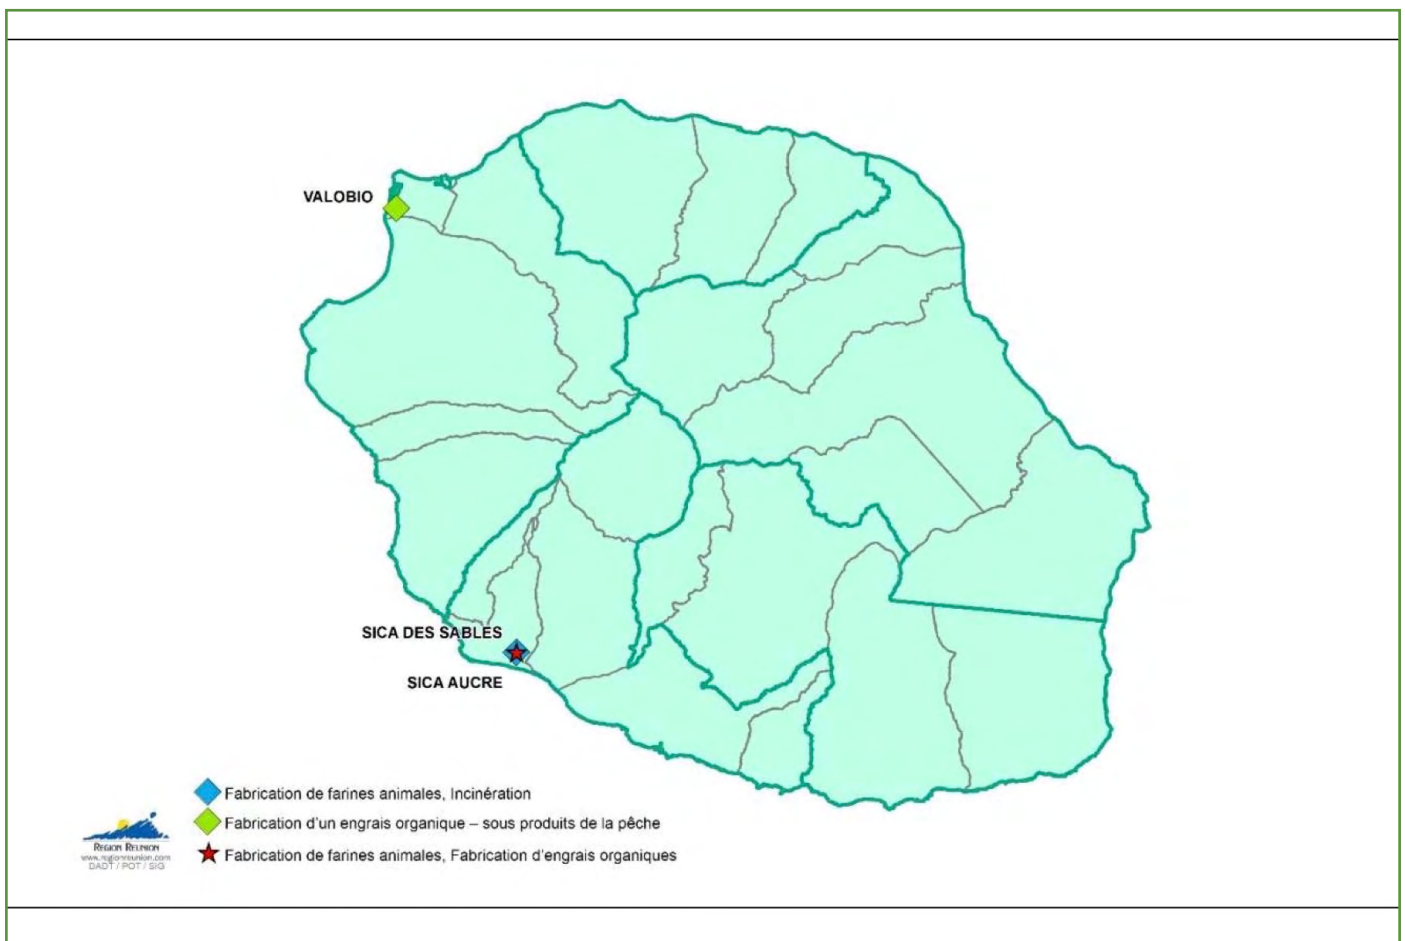 VALOBIO
SICA DES SABLES
SICA AUCRE
Fabrication de farines animales, Incinération
Fabrication d'un engrais organique – sous produits de la pêche
Fabrication de farines animales, Fabrication d'engrais organiques
REGION REUNION
www.regionreunion.com
DADT / POT / SIG